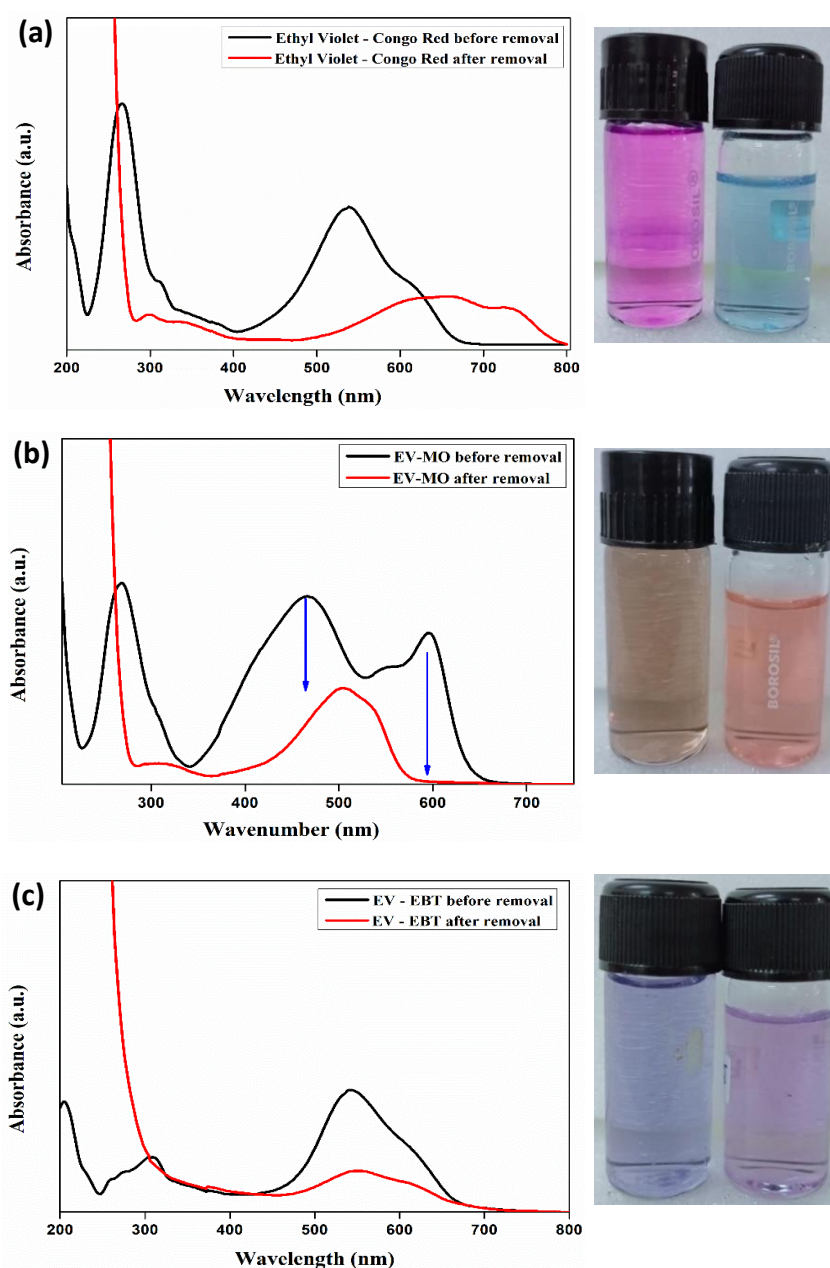 (a)
Ethyl Violet - Congo Red before removal
Ethyl Violet - Congo Red after removal
Absorbance (a.u.)
200 300 400 500 600 700 800
Wavelength (nm)
(b)
EV-MO before removal
EV-MO after removal
Absorbance (a.u.)
300 400 500 600 700
Wavenumber (nm)
BOROSIL®
(c)
EV - EBT before removal
EV - EBT after removal
Absorbance (a.u.)
200 300 400 500 600 700 800
Wavelength (nm)